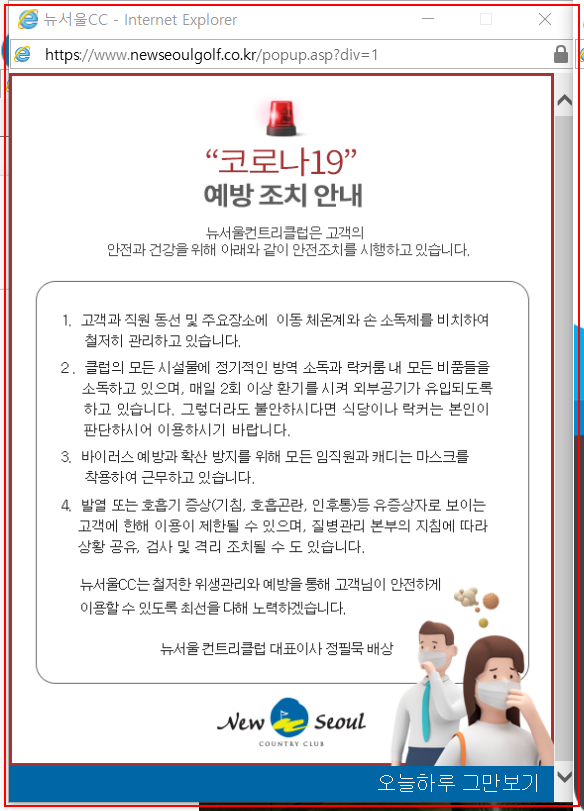 뉴서울CC - Internet Explorer
https://www.newseoulgolf.co.kr/popup.asp?div=1
“코로나19”
예방 조치 안내
뉴서울컨트리클럽은 고객의
안전과 건강을 위해 아래와 같이 안전조치를 시행하고 있습니다.
1. 고객과 직원 동선 및 주요장소에 이동 체온계와 손 소독제를 비치하여
철저히 관리하고 있습니다.
2. 클럽의 모든 시설물에 정기적인 방역 소독과 락커룸 내 모든 비품들을
소독하고 있으며, 매일 2회 이상 환기를 시켜 외부공기가 유입되도록
하고 있습니다. 그렇더라도 불안하시다면 식당이나 락커는 본인이
판단하시어 이용하시기 바랍니다.
3. 바이러스 예방과 확산 방지를 위해 모든 임직원과 캐디는 마스크를
착용하여 근무하고 있습니다.
4. 발열 또는 호흡기 증상(기침, 호흡곤란, 인후통)등 유증상자로 보이는
고객에 한해 이용이 제한될 수 있으며, 질병관리 본부의 지침에 따라
상황 공유, 검사 및 격리 조치될 수 도 있습니다.
뉴서울CC는 철저한 위생관리와 예방을 통해 고객님이 안전하게
이용할 수 있도록 최선을 다해 노력하겠습니다.
뉴서울 컨트리클럽 대표이사 정필묵 배상
New Seoul
COUNTRY CLUB
오늘하루 그만보기